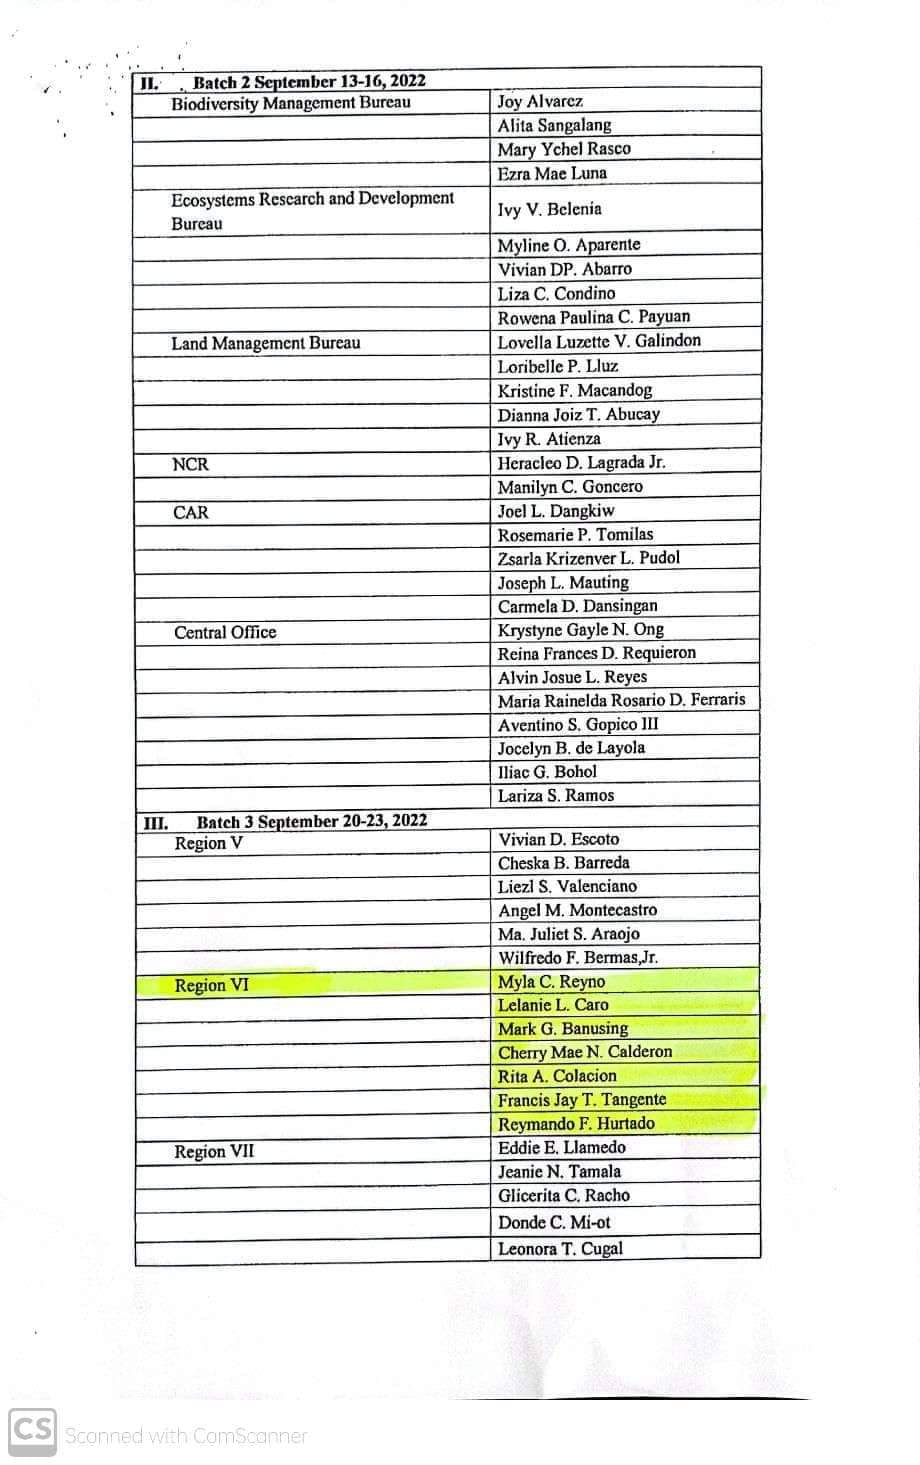 II. Batch 2 September 13-16, 2022
Biodiversity Management Bureau Joy Alvarez
Alita Sangalang
Mary Ychel Rasco
Ezra Mae Luna
Ecosystems Research and Development
Bureau Ivy V. Belenia
Myline O. Aparente
Vivian DP. Abarro
Liza C. Condino
Rowena Paulina C. Payuan
Land Management Bureau Lovella Luzette V. Galindon
Loribelle P. Lluz
Kristine F. Macandog
Dianna Joiz T. Abucay
Ivy R. Atienza
NCR Heracleo D. Lagrada Jr.
Manilyn C. Goncero
CAR Joel L. Dangkiw
Rosemarie P. Tomilas
Zsarla Krizenver L. Pudol
Joseph L. Mauting
Carmela D. Dansingan
Central Office Krystyne Gayle N. Ong
Reina Frances D. Requieron
Alvin Josue L. Reyes
Maria Rainelda Rosario D. Ferraris
Aventino S. Gopico III
Jocelyn B. de Layola
Iliac G. Bohol
Lariza S. Ramos
III. Batch 3 September 20-23, 2022
Region V Vivian D. Escoto
Cheska B. Barreda
Liezl S. Valenciano
Angel M. Montecastro
Ma. Juliet S. Araojo
Wilfredo F. Bermas,Jr.
Region VI Myla C. Reyno
Lelanie L. Caro
Mark G. Banusing
Cherry Mae N. Calderon
Rita A. Colacion
Francis Jay T. Tangente
Reymando F. Hurtado
Region VII Eddie E. Llamedo
Jeanie N. Tamala
Glicerita C. Racho
Donde C. Mi-ot
Leonora T. Cugal
CS Scanned with CamScanner